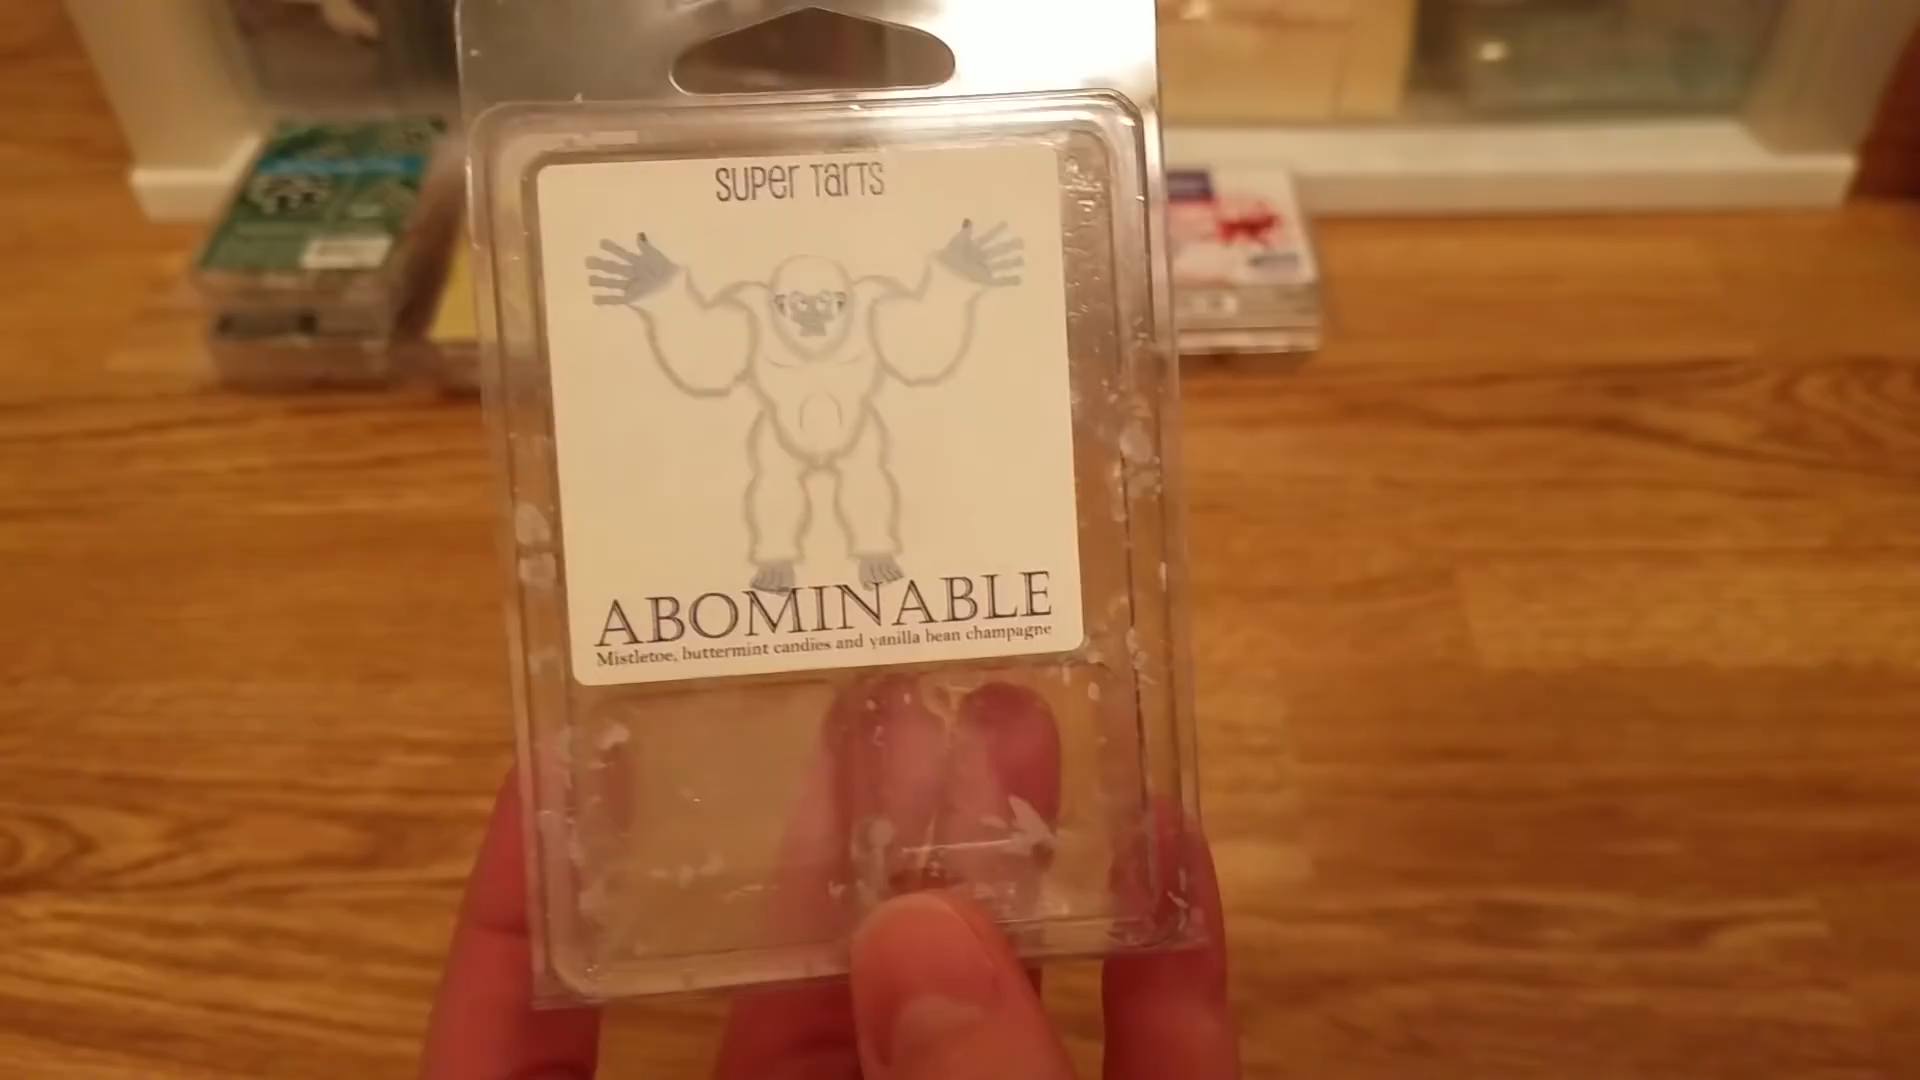 SUPER TARTS
ABOMINABLE
Mistletoe, buttermint candies and vanilla bean champagne